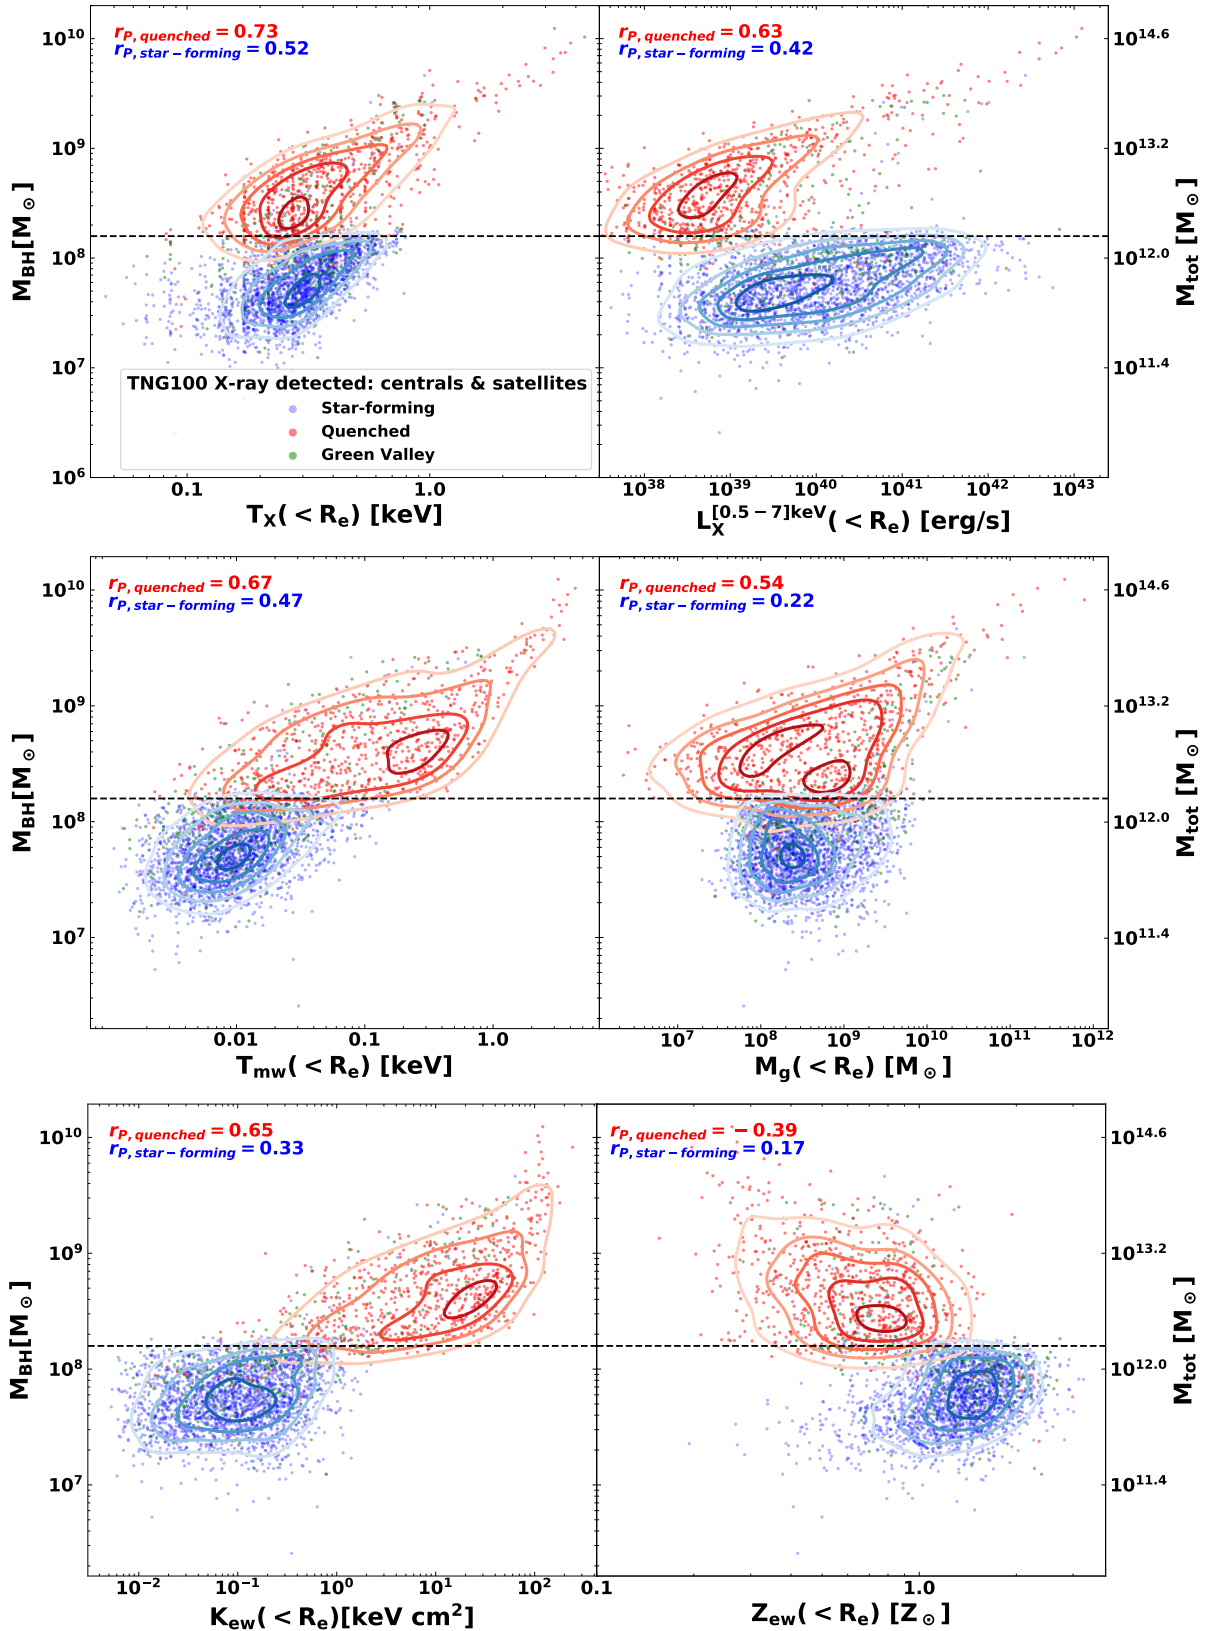 r_P, quenched = 0.73
r_P, star−forming = 0.52
r_P, quenched = 0.63
r_P, star−forming = 0.42
10^10
10^9
10^8
10^7
10^6
M_BH[M_⊙]
10^14.6
10^13.2
10^12.0
10^11.4
M_tot [M_⊙]
TNG100 X-ray detected: centrals & satellites
Star-forming
Quenched
Green Valley
0.1 1.0
T_X(< R_e) [keV]
10^38 10^39 10^40 10^41 10^42 10^43
L_X^[0.5 − 7]keV(< R_e) [erg/s]
r_P, quenched = 0.67
r_P, star−forming = 0.47
r_P, quenched = 0.54
r_P, star−forming = 0.22
10^10
10^9
10^8
10^7
M_BH[M_⊙]
10^14.6
10^13.2
10^12.0
10^11.4
M_tot [M_⊙]
0.01 0.1 1.0
T_mw(< R_e) [keV]
10^7 10^8 10^9 10^10 10^11 10^12
M_g(< R_e) [M_⊙]
r_P, quenched = 0.65
r_P, star−forming = 0.33
r_P, quenched = − 0.39
r_P, star−forming = 0.17
10^10
10^9
10^8
10^7
M_BH[M_⊙]
10^14.6
10^13.2
10^12.0
10^11.4
M_tot [M_⊙]
10^−2 10^−1 10^0 10^1 10^2
K_ew(< R_e)[keV cm^2]
0.1 1.0
Z_ew(< R_e) [Z_⊙]